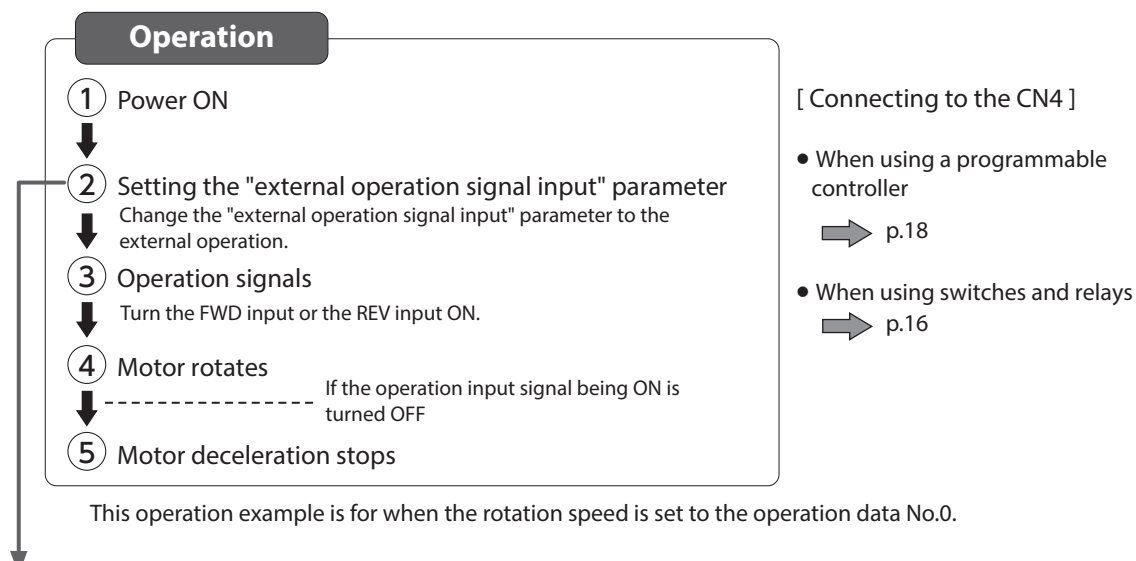 Operation
1 Power ON
2 Setting the "external operation signal input" parameter
Change the "external operation signal input" parameter to the
external operation.
3 Operation signals
Turn the FWD input or the REV input ON.
4 Motor rotates
If the operation input signal being ON is
turned OFF
5 Motor deceleration stops
[ Connecting to the CN4 ]
• When using a programmable
controller
p.18
• When using switches and relays
p.16
This operation example is for when the rotation speed is set to the operation data No.0.